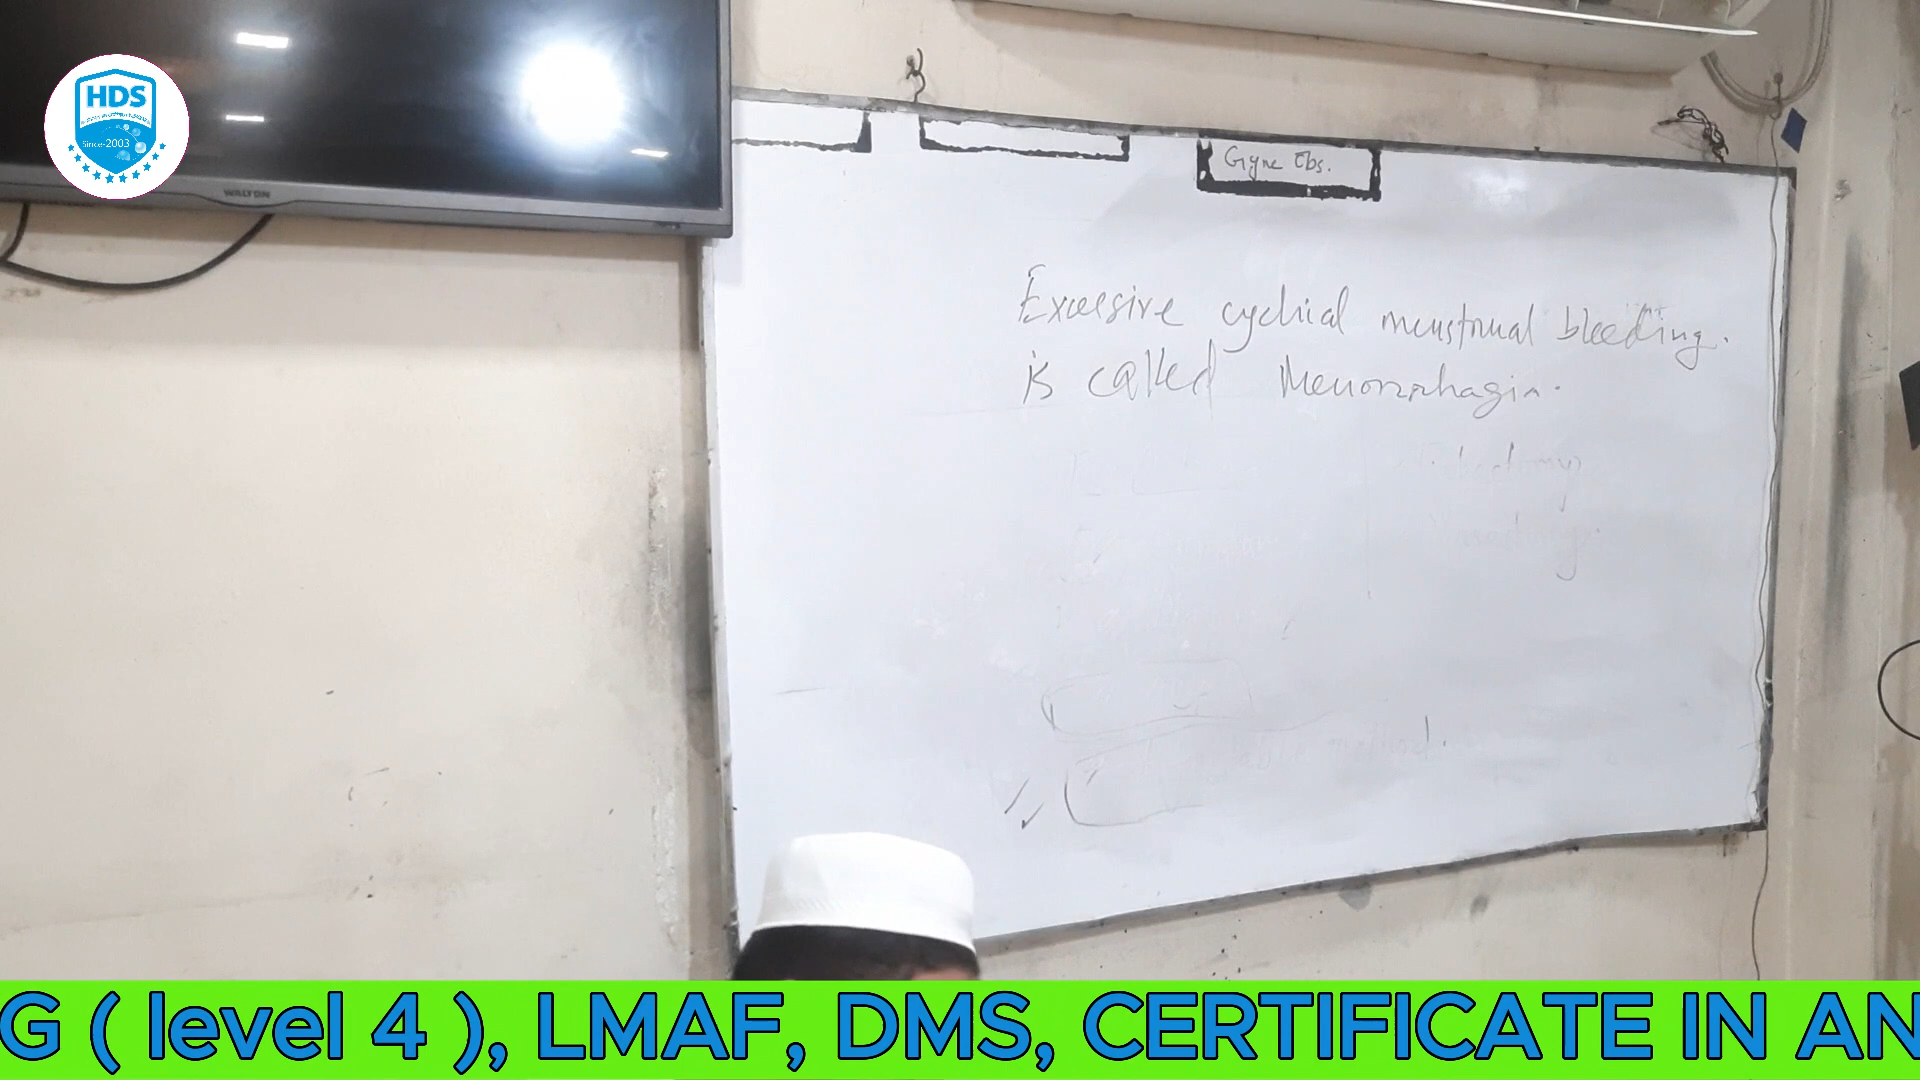 HDS
Since-2003
WALTON
Gyne Obs.
Excessive cyclical menstrual bleeding.
is called Menorrhagia.
G ( level 4 ), LMAF, DMS, CERTIFICATE IN AN